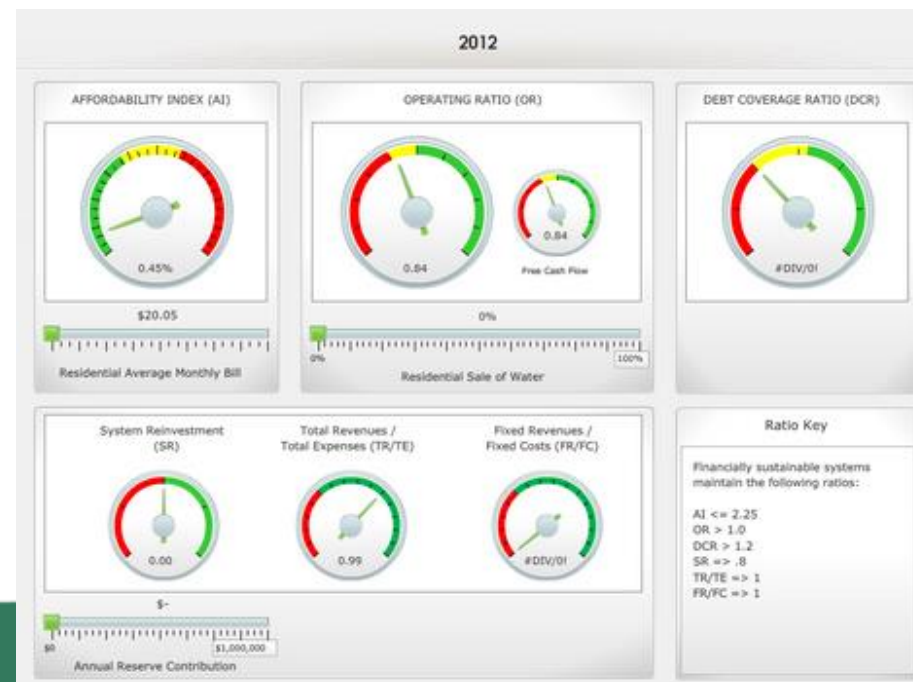 2012
AFFORDABILITY INDEX (AI)
0.45%
$20.05
Residential Average Monthly Bill
OPERATING RATIO (OR)
0.84
0.84
Free Cash Flow
0%
0%
100%
Residential Sale of Water
DEBT COVERAGE RATIO (DCR)
#DIV/0!
System Reinvestment
(SR)
0.00
Total Revenues /
Total Expenses (TR/TE)
0.99
Fixed Revenues /
Fixed Costs (FR/FC)
#DIV/0!
$-
$0
$1,000,000
Annual Reserve Contribution
Ratio Key
Financially sustainable systems
maintain the following ratios:
AI <= 2.25
OR > 1.0
DCR > 1.2
SR => .8
TR/TE => 1
FR/FC => 1